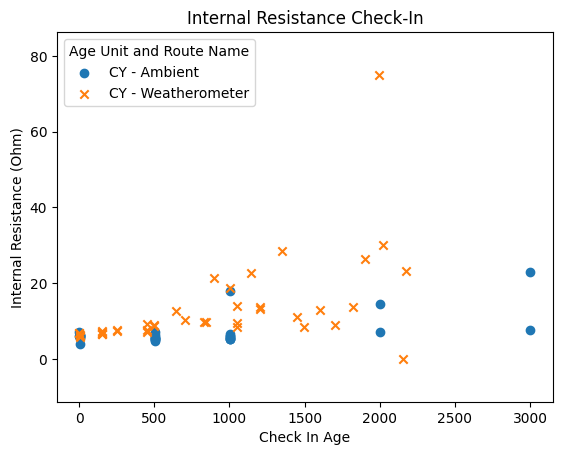 Internal Resistance Check-In
Age Unit and Route Name
CY - Ambient
CY - Weatherometer
Internal Resistance (Ohm)
80
60
40
20
0
0 500 1000 1500 2000 2500 3000
Check In Age